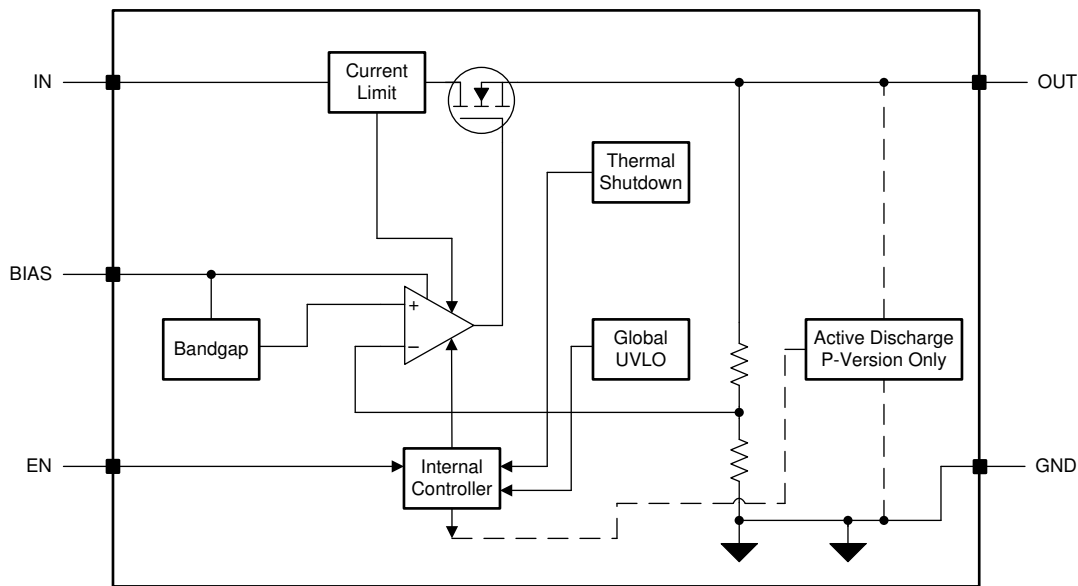 IN
Current
Limit
OUT
Thermal
Shutdown
BIAS
+
−
Bandgap
Global
UVLO
Active Discharge
P-Version Only
EN
Internal
Controller
GND